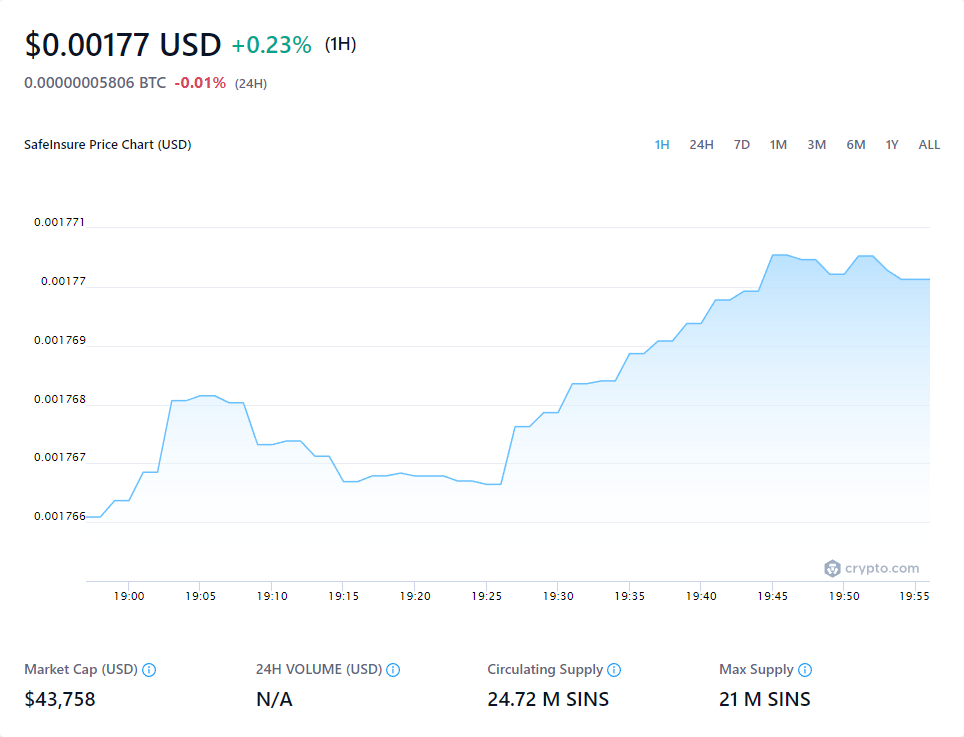 $0.00177 USD +0.23% (1H)
0.00000005806 BTC -0.01% (24H)
SafeInsure Price Chart (USD)
1H 24H 7D 1M 3M 6M 1Y ALL
0.001771
0.00177
0.001769
0.001768
0.001767
0.001766
crypto.com
19:00 19:05 19:10 19:15 19:20 19:25 19:30 19:35 19:40 19:45 19:50 19:55
Market Cap (USD) 24H VOLUME (USD) Circulating Supply Max Supply
$43,758 N/A 24.72 M SINS 21 M SINS